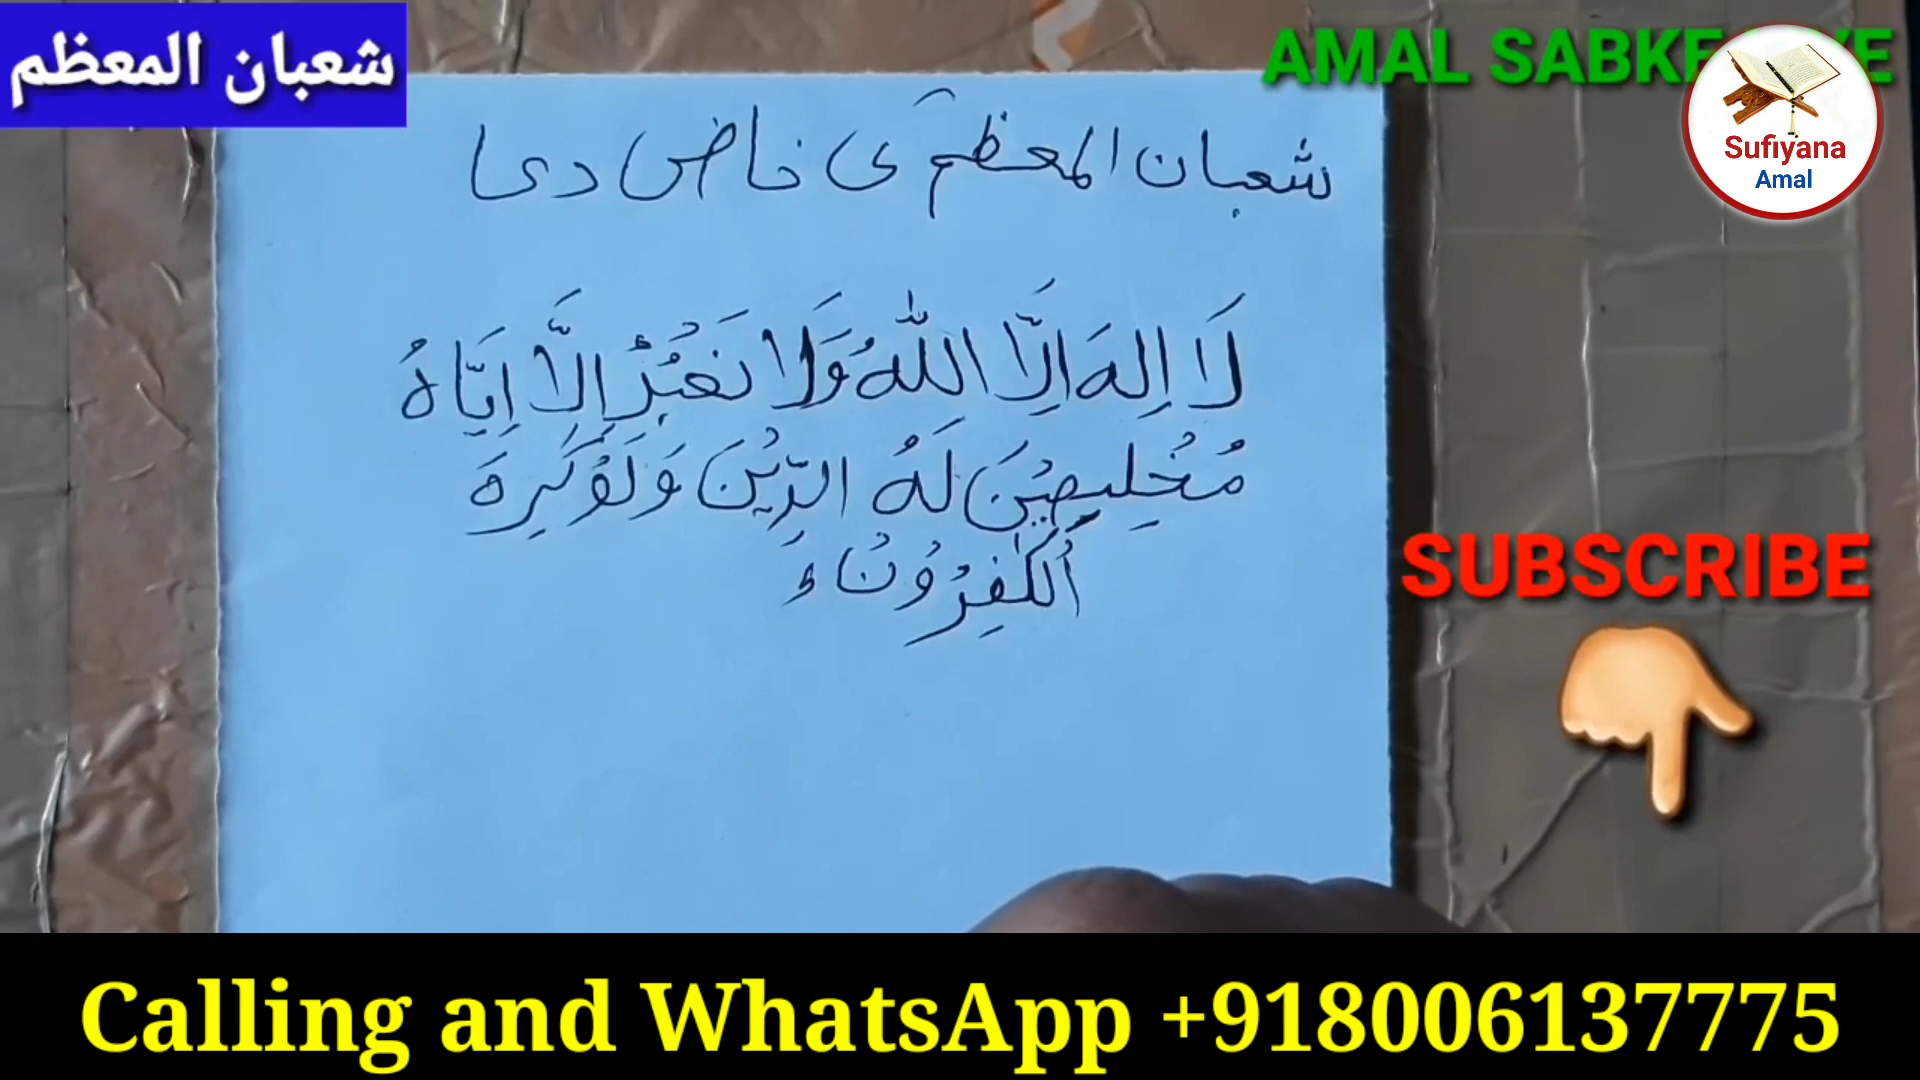 شعبان المعظم
AMAL SABKE
Sufiyana
Amal
شعبان المعظم کی خاض دعا
لَا اِلٰهَ اِلَّا اللّٰهُ وَلَا نَعْبُدُ اِلَّا اِيَّاهُ
مُخْلِصِيْنَ لَهُ الدِّيْنَ وَلَوْ كَرِهَ
الْكٰفِرُوْنَ ء
SUBSCRIBE
Calling and WhatsApp +918006137775